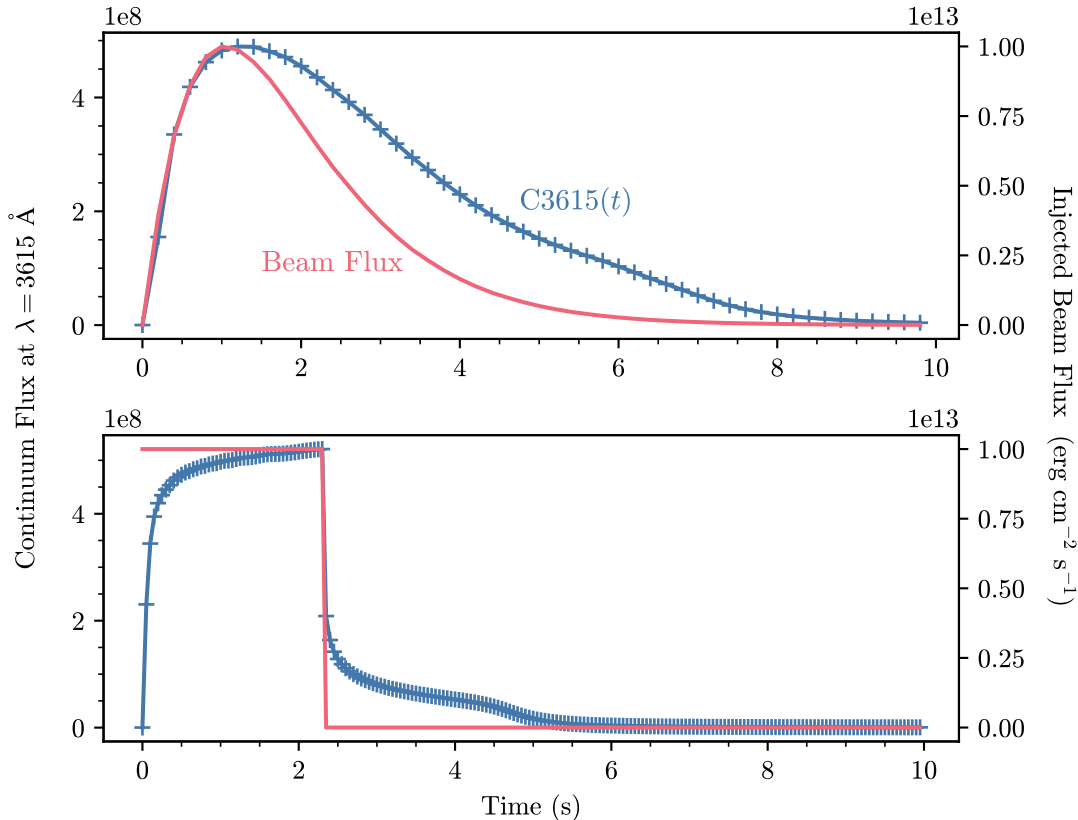 1e8
1e13
4
2
0
1.00
0.75
0.50
0.25
0.00
C3615(t)
Beam Flux
0 2 4 6 8 10
1e8
1e13
4
2
0
1.00
0.75
0.50
0.25
0.00
0 2 4 6 8 10
Time (s)
Continuum Flux at λ = 3615 Å
Injected Beam Flux (erg cm⁻² s⁻¹)